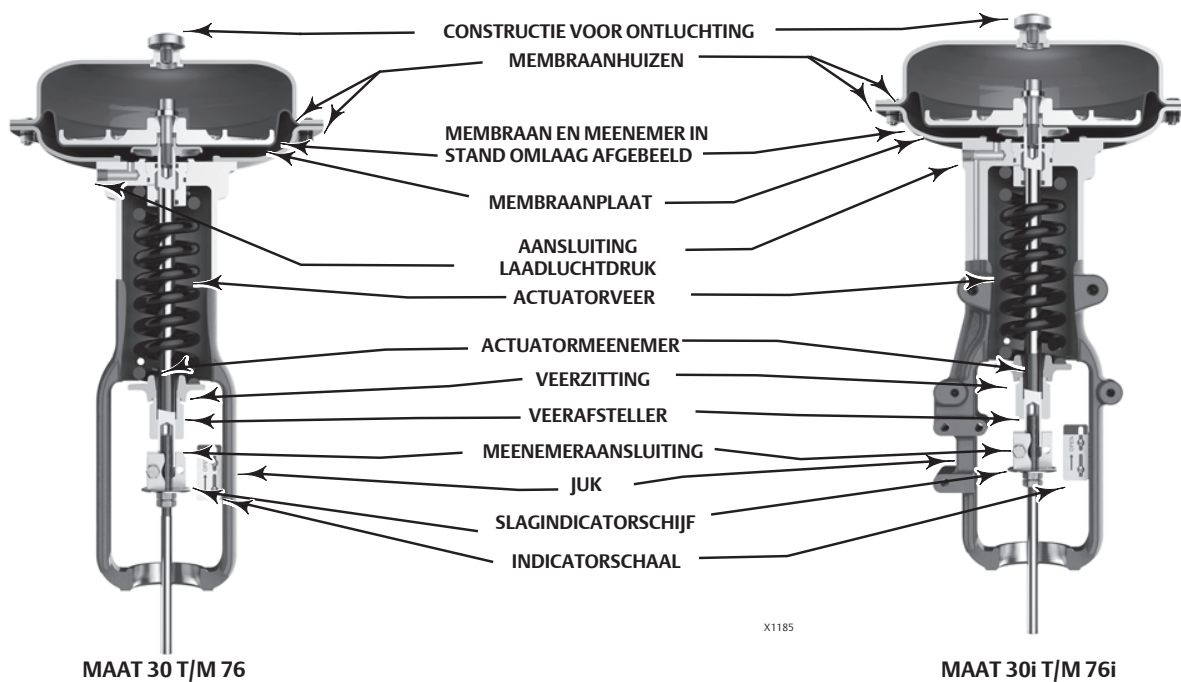 CONSTRUCTIE VOOR ONTLUCHTING
MEMBRAANHUIZEN
MEMBRAAN EN MEENEMER IN
STAND OMLAAG AFGEBEELD
MEMBRAANPLAAT
AANSLUITING
LAADLUCHTDRUK
ACTUATORVEER
ACTUATORMEENEMER
VEERZITTING
VEERAFSTELLER
MEENEMERAANSLUITING
JUK
SLAGINDICATORSCHIJF
INDICATORSCHAAL
X1185
MAAT 30 T/M 76
MAAT 30i T/M 76i